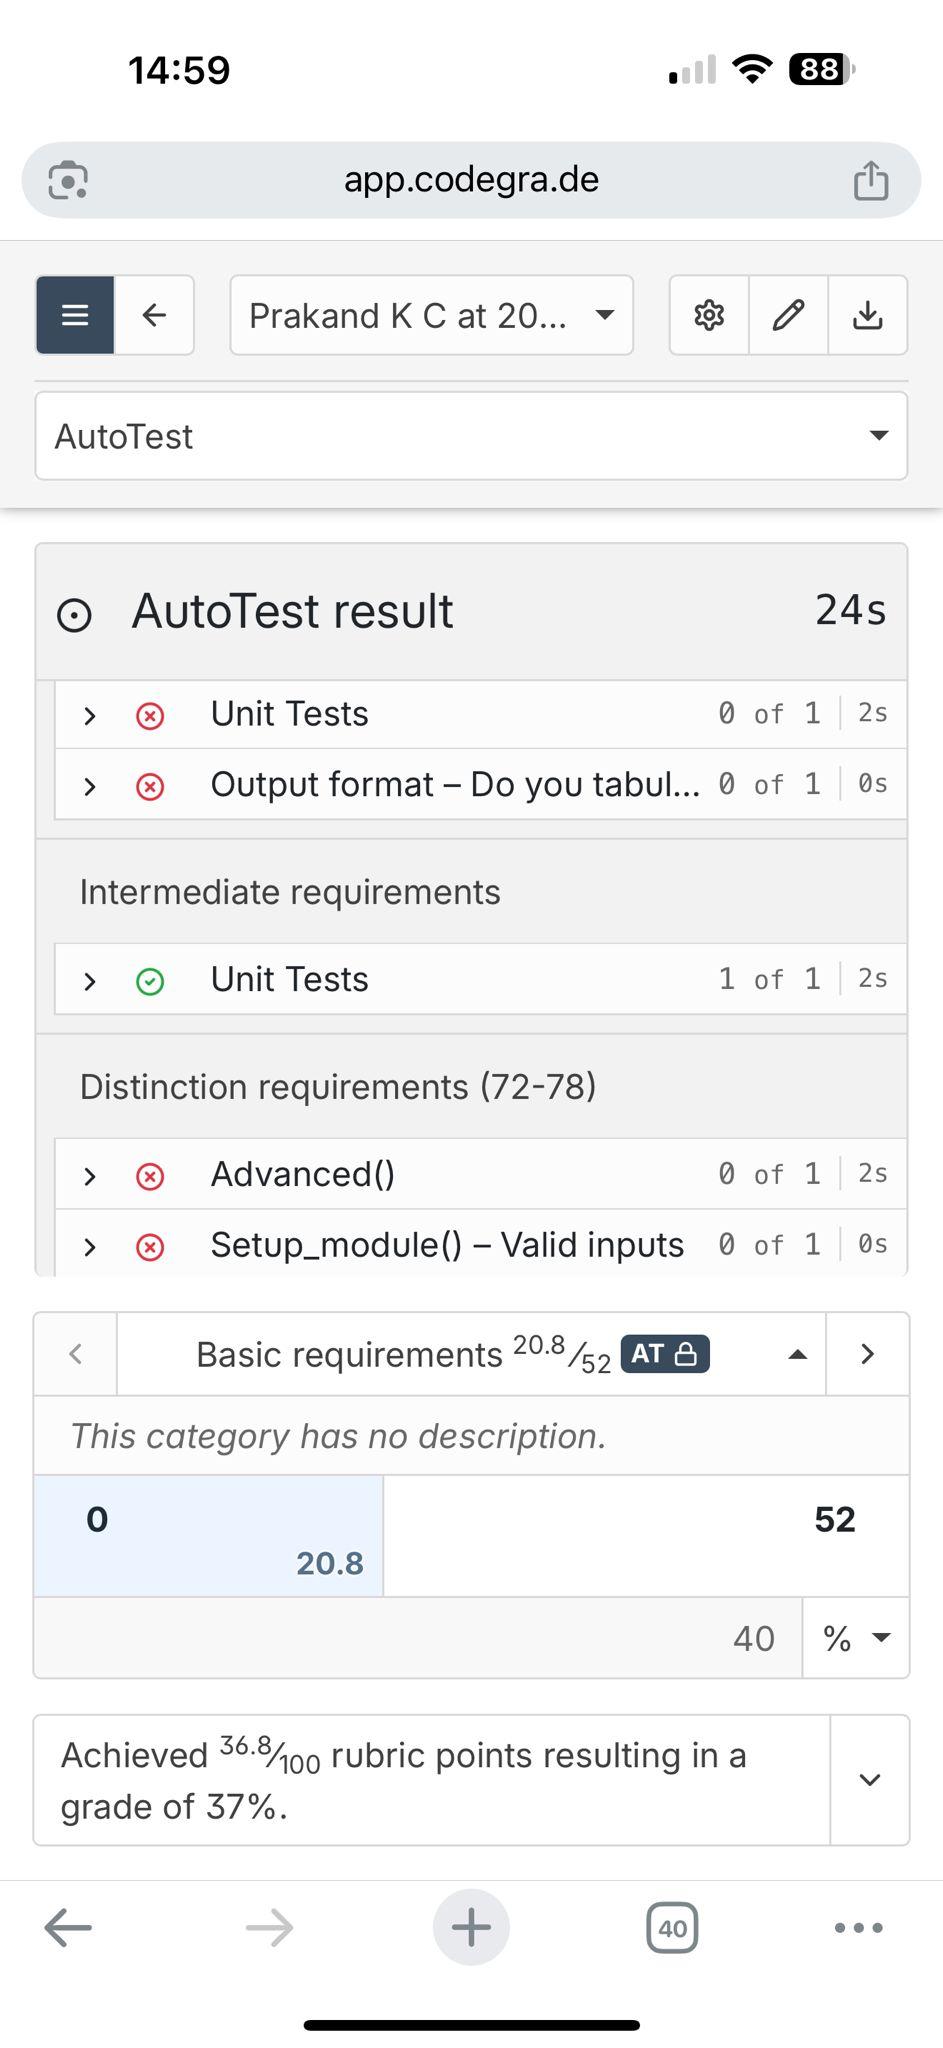 14:59
88
app.codegra.de
Prakand K C at 20...
AutoTest
AutoTest result 24s
Unit Tests 0 of 1 2s
Output format – Do you tabul... 0 of 1 0s
Intermediate requirements
Unit Tests 1 of 1 2s
Distinction requirements (72-78)
Advanced() 0 of 1 2s
Setup_module() – Valid inputs 0 of 1 0s
Basic requirements 20.8/52 AT
This category has no description.
0 52
20.8
40 %
Achieved 36.8/100 rubric points resulting in a
grade of 37%.
40